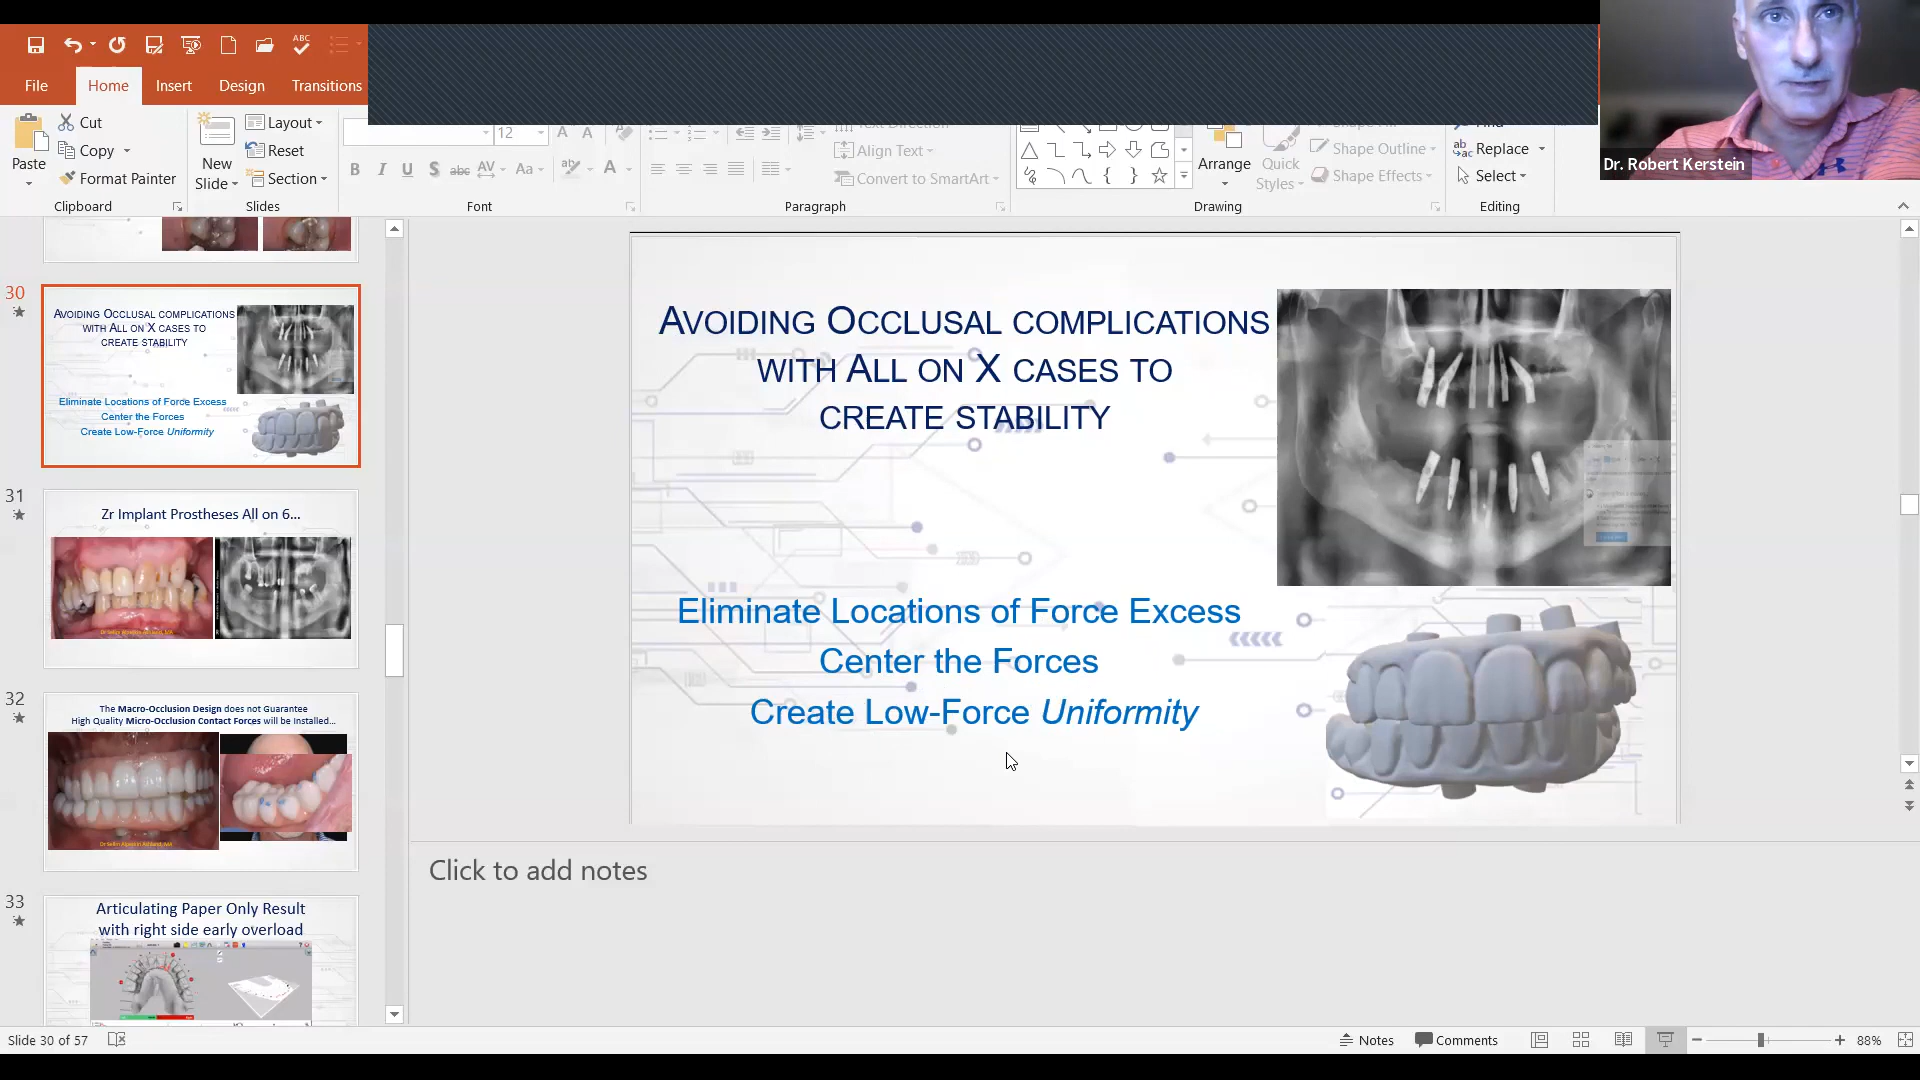 File
Home
Insert
Design
Transitions
Paste
Cut
Copy
Format Painter
Clipboard
New
Slide
Layout
Reset
Section
Slides
12
B I U S abc AV Aa A
Font
Align Text
Convert to SmartArt
Paragraph
Arrange
Quick
Styles
Shape Outline
Shape Effects
Drawing
Replace
Select
Editing
Dr. Robert Kerstein
30
AVOIDING OCCLUSAL COMPLICATIONS
WITH ALL ON X CASES TO
CREATE STABILITY
Eliminate Locations of Force Excess
Center the Forces
Create Low-Force Uniformity
31
Zr Implant Prostheses All on 6...
32
The Macro-Occlusion Design does not Guarantee
High Quality Micro-Occlusion Contact Forces will be Installed...
33
Articulating Paper Only Result
with right side early overload
AVOIDING OCCLUSAL COMPLICATIONS
WITH ALL ON X CASES TO
CREATE STABILITY
Eliminate Locations of Force Excess
Center the Forces
Create Low-Force Uniformity
Click to add notes
Slide 30 of 57
Notes
Comments
88%